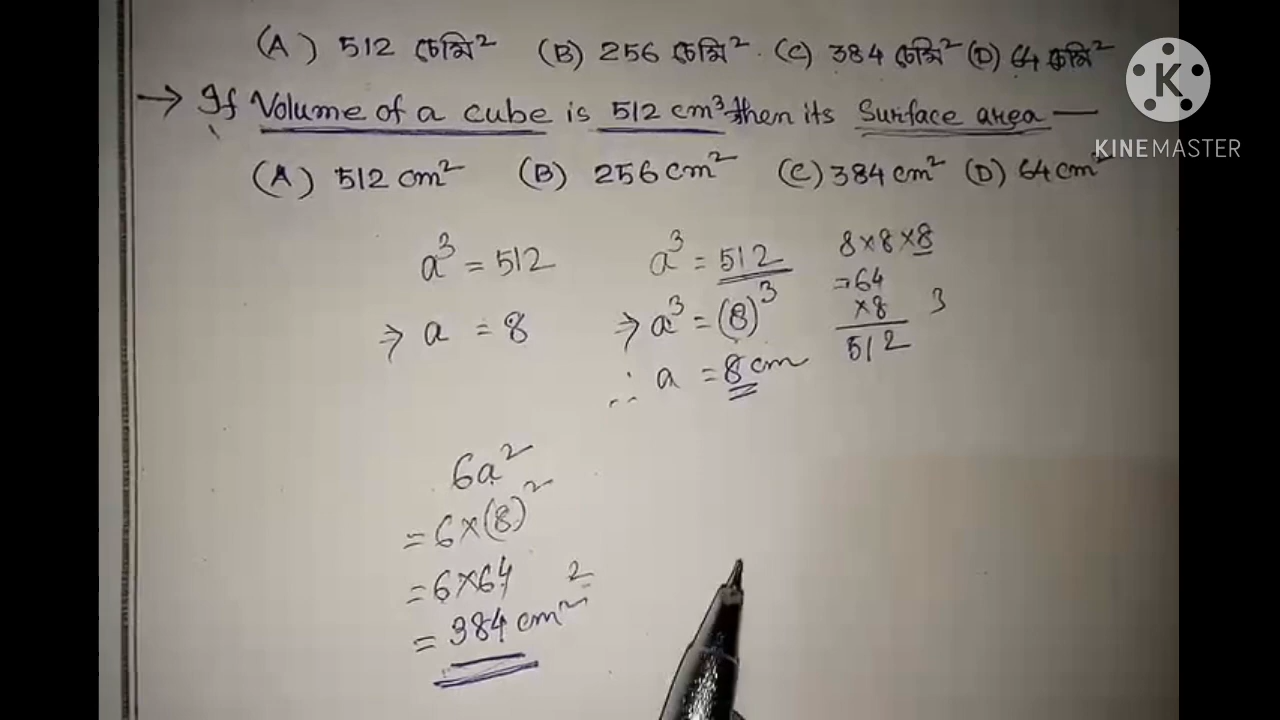 (A) 512 সেমি² (B) 256 সেমি² (C) 384 সেমি² (D) 64 সেমি²
→ If Volume of a cube is 512 cm³ then its Surface area —
(A) 512 cm² (B) 256 cm² (C) 384 cm² (D) 64 cm²
K
KINEMASTER
a³ = 512
⇒ a = 8
a³ = 512
⇒ a³ = (8)³
∴ a = 8 cm
8×8×8
= 64
×8
512
3
6a²
= 6×(8)²
= 6×64
2
= 384 cm²